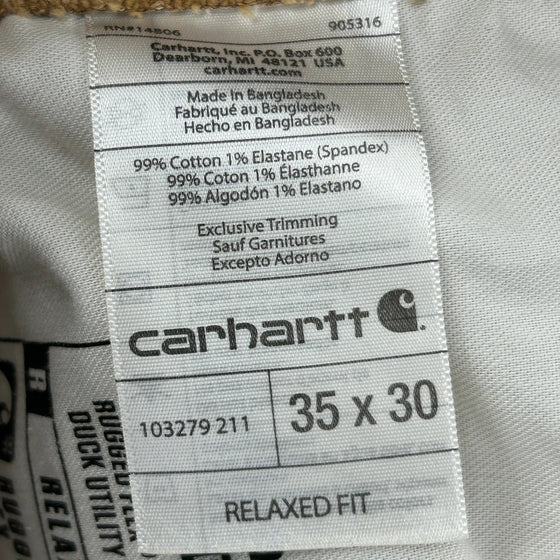 RN#14806 905316
Carhartt, Inc. P.O. Box 600
Dearborn, MI 48121 USA
carhartt.com
Made in Bangladesh
Fabriqué au Bangladesh
Hecho en Bangladesh
99% Cotton 1% Elastane (Spandex)
99% Coton 1% Élasthanne
99% Algodón 1% Elastano
Exclusive Trimming
Sauf Garnitures
Excepto Adorno
carhartt
103279 211
35 x 30
RELAXED FIT
RUGGED FLEX
DUCK UTILITY
R
RELA